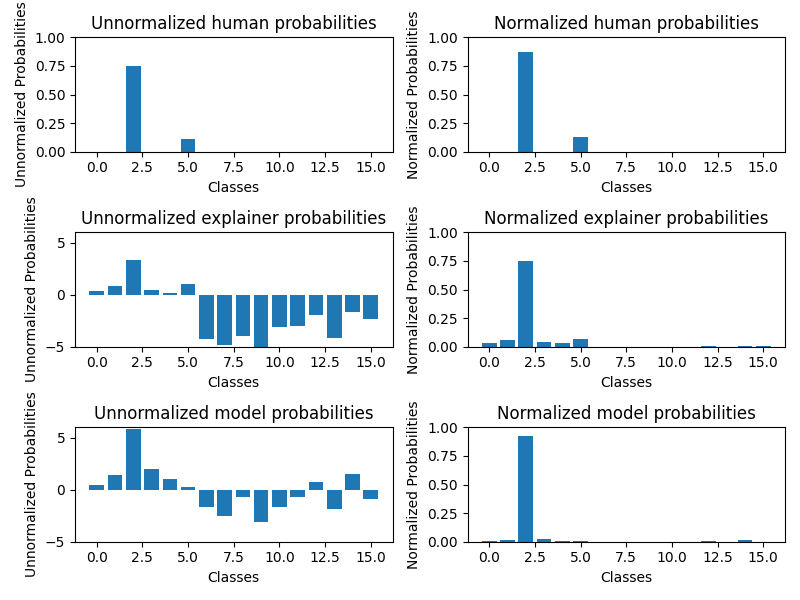 Unnormalized human probabilities
Unnormalized Probabilities
1.00
0.75
0.50
0.25
0.00
0.0 2.5 5.0 7.5 10.0 12.5 15.0
Classes
Normalized human probabilities
Normalized Probabilities
1.00
0.75
0.50
0.25
0.00
0.0 2.5 5.0 7.5 10.0 12.5 15.0
Classes
Unnormalized explainer probabilities
Unnormalized Probabilities
5
0
−5
0.0 2.5 5.0 7.5 10.0 12.5 15.0
Classes
Normalized explainer probabilities
Normalized Probabilities
1.00
0.75
0.50
0.25
0.00
0.0 2.5 5.0 7.5 10.0 12.5 15.0
Classes
Unnormalized model probabilities
Unnormalized Probabilities
5
0
−5
0.0 2.5 5.0 7.5 10.0 12.5 15.0
Classes
Normalized model probabilities
Normalized Probabilities
1.00
0.75
0.50
0.25
0.00
0.0 2.5 5.0 7.5 10.0 12.5 15.0
Classes